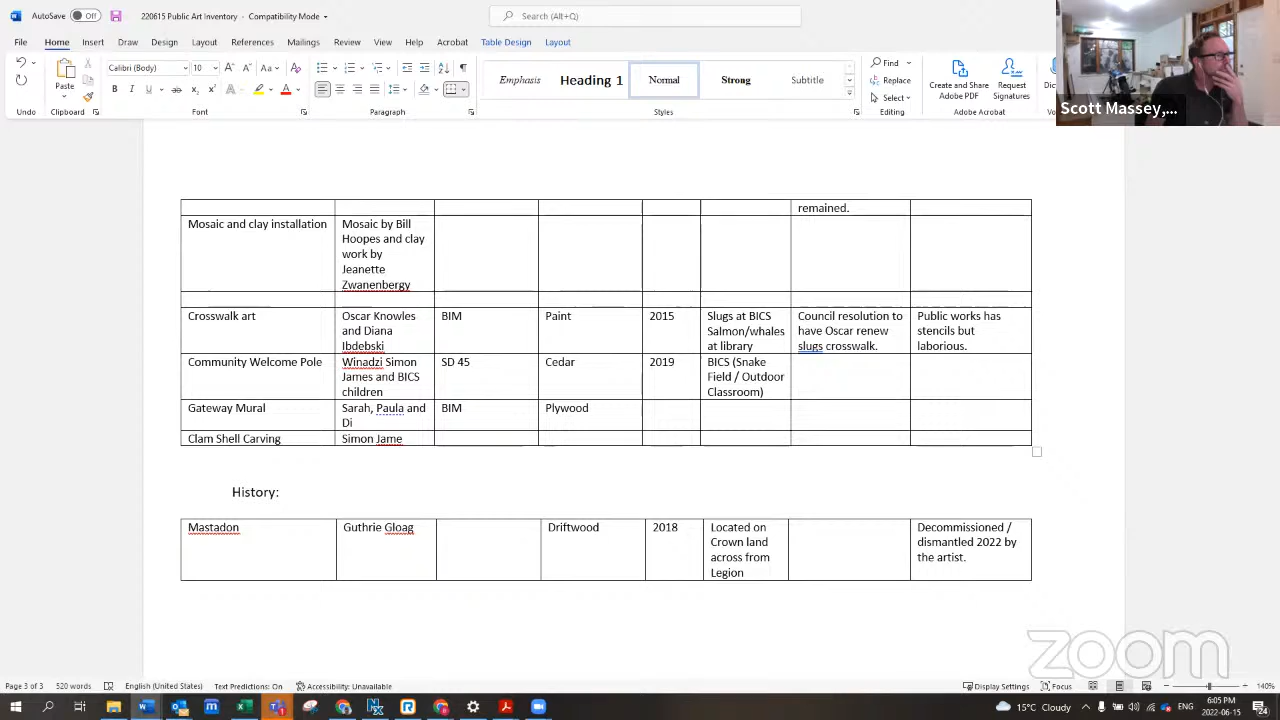 AutoSave Off 220615 Public Art Inventory - Compatibility Mode Search (Alt+Q)
File Home Insert Draw Design Layout References Mailings Review View Help Acrobat Table Design Layout
Calibri (Body) 10
Emphasis Heading 1 Normal Strong Subtitle
Find
Replace
Select
Paste
Create and Share
Adobe PDF
Request
Signatures
Undo Clipboard Font Paragraph Styles Editing Adobe Acrobat
Scott Massey,...
remained.
Mosaic and clay installation
Mosaic by Bill
Hoopes and clay
work by
Jeanette
Zwanenbergy
Crosswalk art
Oscar Knowles
and Diana
Ibdebski
BIM
Paint
2015
Slugs at BICS
Salmon/whales
at library
Council resolution to
have Oscar renew
slugs crosswalk.
Public works has
stencils but
laborious.
Community Welcome Pole
Winadzi Simon
James and BICS
children
SD 45
Cedar
2019
BICS (Snake
Field / Outdoor
Classroom)
Gateway Mural
Sarah, Paula and
Di
BIM
Plywood
Clam Shell Carving
Simon Jame
History:
Mastadon
Guthrie Gloag
Driftwood
2018
Located on
Crown land
across from
Legion
Decommissioned /
dismantled 2022 by
the artist.
zoom
Page 3 of 3 520 words English (United States) Text Predictions: On Accessibility: Unavailable Display Settings Focus 140%
15°C Cloudy
6:05 PM
2022-06-15
24